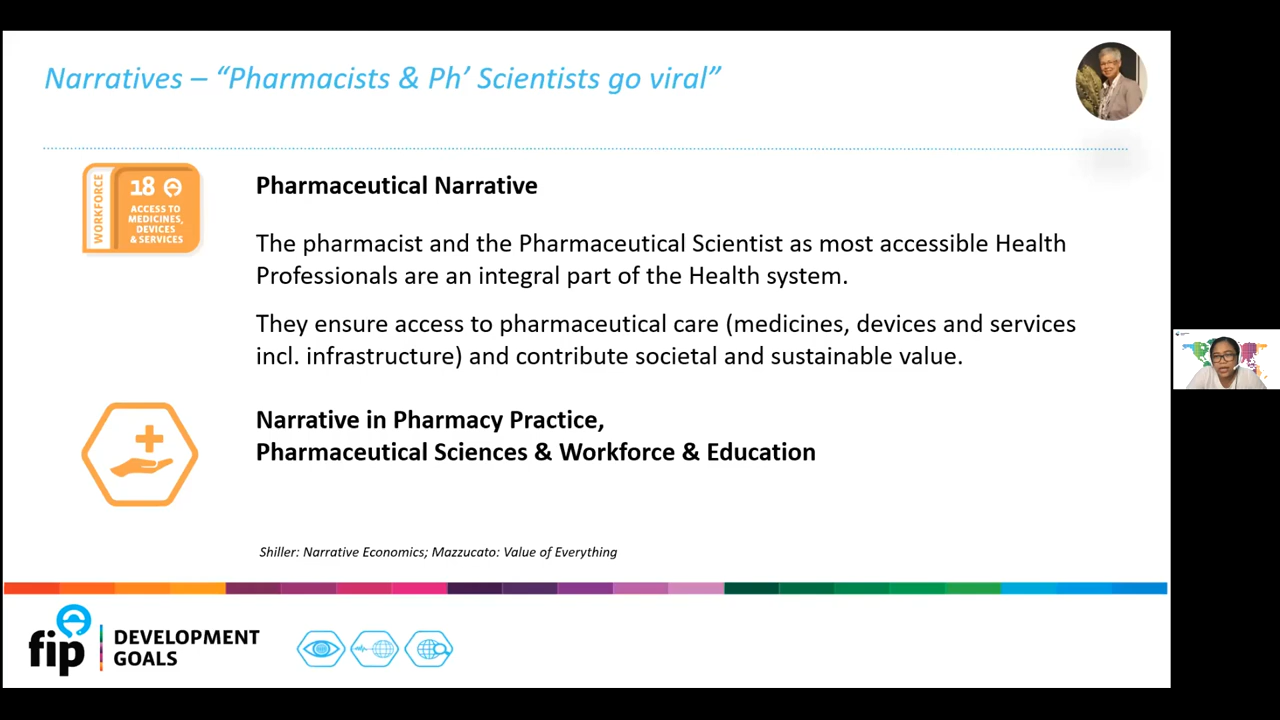 Narratives – “Pharmacists & Ph’ Scientists go viral”
WORKFORCE
18
ACCESS TO
MEDICINES,
DEVICES
& SERVICES
Pharmaceutical Narrative
The pharmacist and the Pharmaceutical Scientist as most accessible Health
Professionals are an integral part of the Health system.
They ensure access to pharmaceutical care (medicines, devices and services
incl. infrastructure) and contribute societal and sustainable value.
Narrative in Pharmacy Practice,
Pharmaceutical Sciences & Workforce & Education
Shiller: Narrative Economics; Mazzucato: Value of Everything
fip
DEVELOPMENT
GOALS